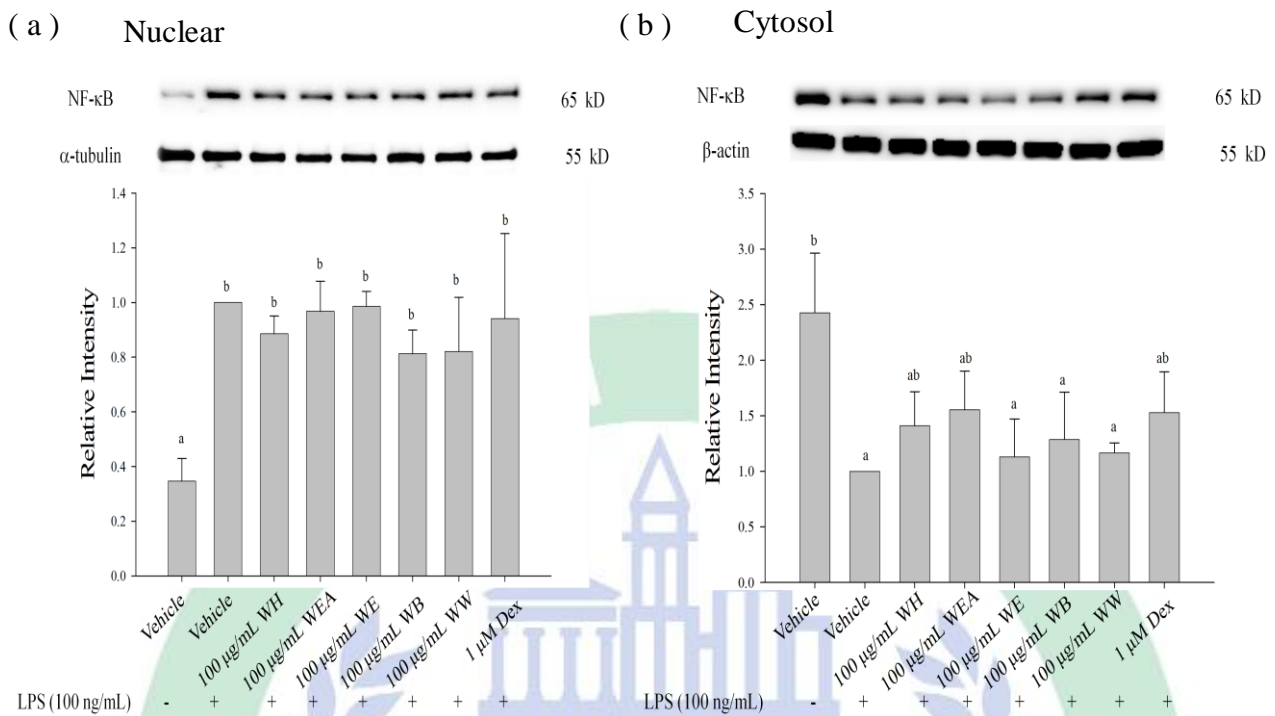 ( a ) Nuclear
NF-κB 65 kD
α-tubulin 55 kD
1.4
1.2
1.0
0.8
0.6
0.4
0.2
0.0
Relative Intensity
a b b b b b b b
Vehicle
Vehicle
100 μg/mL WH
100 μg/mL WEA
100 μg/mL WE
100 μg/mL WB
100 μg/mL WW
1 μM Dex
LPS (100 ng/mL) - + + + + + + +
( b ) Cytosol
NF-κB 65 kD
β-actin 55 kD
3.5
3.0
2.5
2.0
1.5
1.0
0.5
0.0
Relative Intensity
b a ab ab a a a ab
Vehicle
Vehicle
100 μg/mL WH
100 μg/mL WEA
100 μg/mL WE
100 μg/mL WB
100 μg/mL WW
1 μM Dex
LPS (100 ng/mL) - + + + + + + +